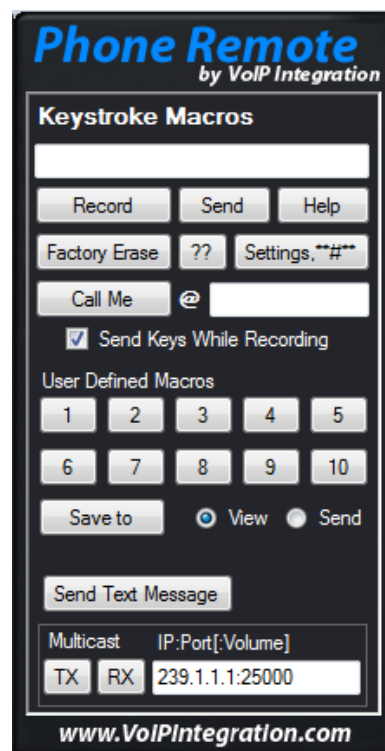 Phone Remote
by VoIP Integration
Keystroke Macros
Record Send Help
Factory Erase ?? Settings,**#**
Call Me @
Send Keys While Recording
User Defined Macros
1 2 3 4 5
6 7 8 9 10
Save to View Send
Send Text Message
Multicast IP:Port[:Volume]
TX RX 239.1.1.1:25000
www.VoIPIntegration.com